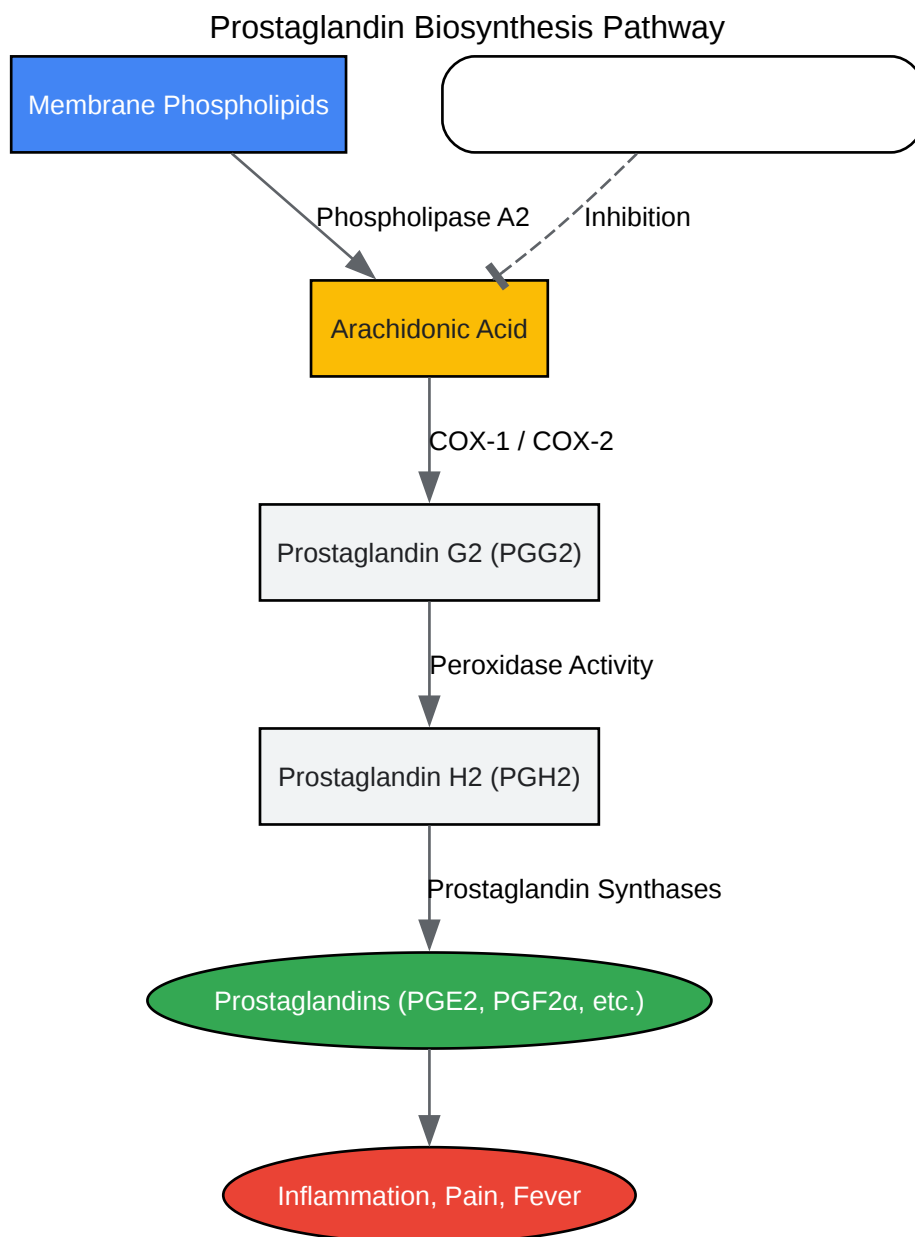 Prostaglandin Biosynthesis Pathway
Membrane Phospholipids
Phospholipase A2
Inhibition
Arachidonic Acid
COX-1 / COX-2
Prostaglandin G2 (PGG2)
Peroxidase Activity
Prostaglandin H2 (PGH2)
Prostaglandin Synthases
Prostaglandins (PGE2, PGF2α, etc.)
Inflammation, Pain, Fever